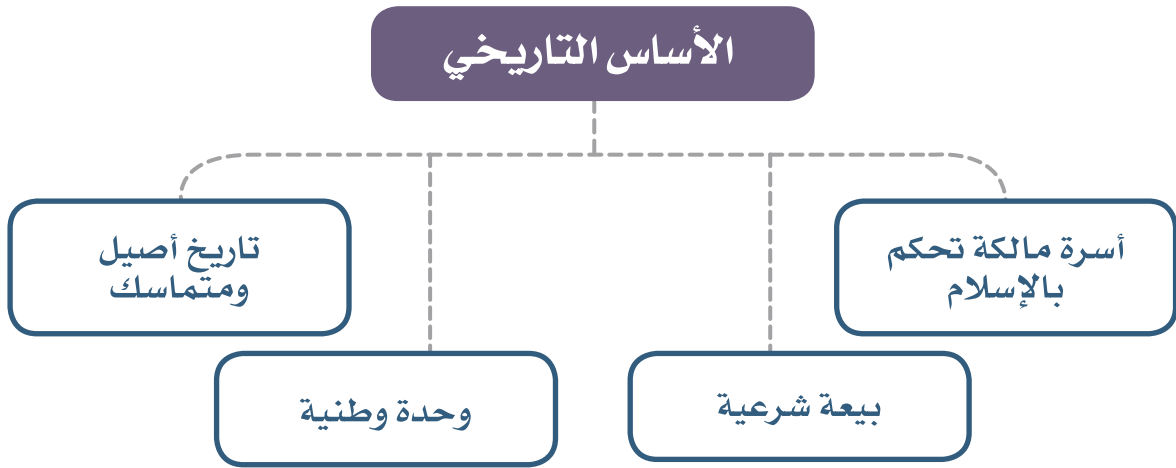 الأساس التاريخي
أسرة مالكة تحكم
بالإسلام
بيعة شرعية
وحدة وطنية
تاريخ أصيل
ومتماسك